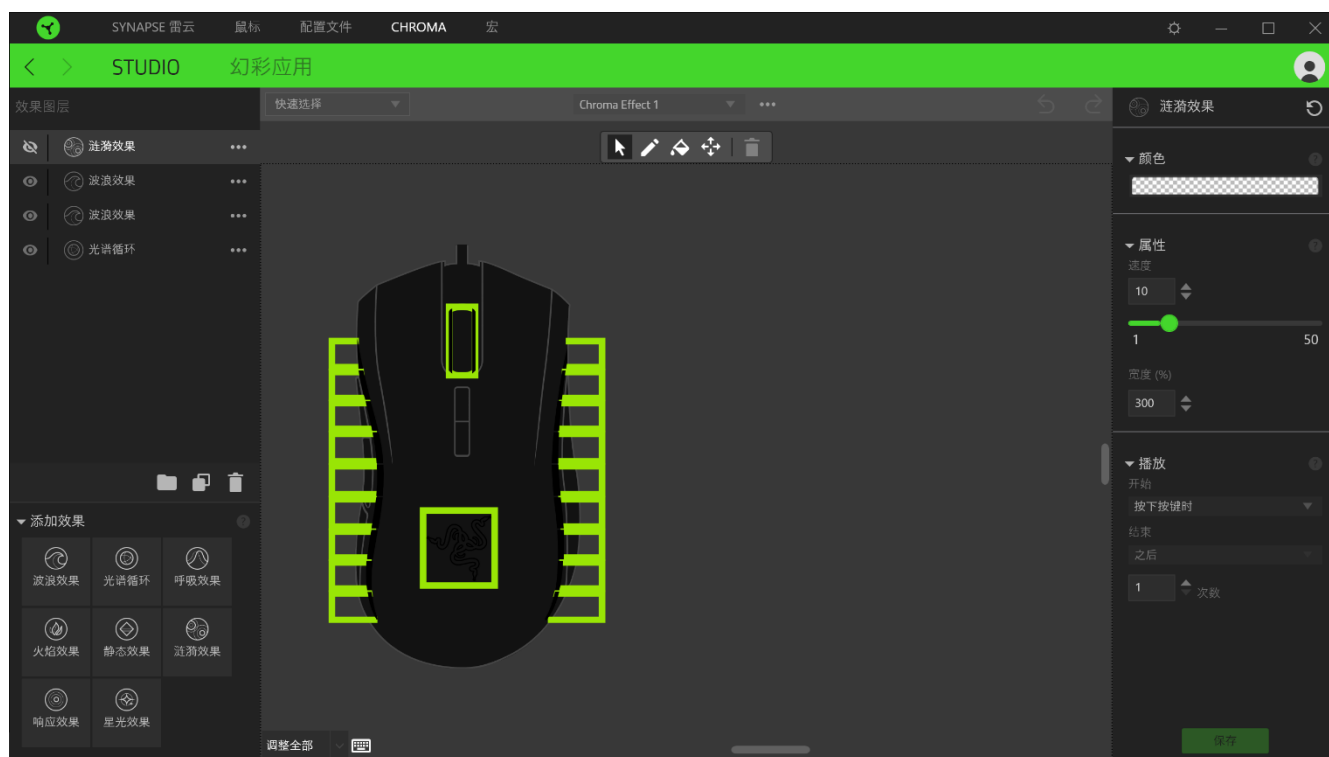 SYNAPSE 雷云 鼠标 配置文件 CHROMA 宏
STUDIO 幻彩应用
效果图层
快速选择
Chroma Effect 1
涟漪效果
涟漪效果
波浪效果
波浪效果
光谱循环
颜色
属性
速度
10
1 50
宽度 (%)
300
播放
开始
按下按键时
结束
之后
1 次数
保存
添加效果
波浪效果 光谱循环 呼吸效果
火焰效果 静态效果 涟漪效果
响应效果 星光效果
调整全部